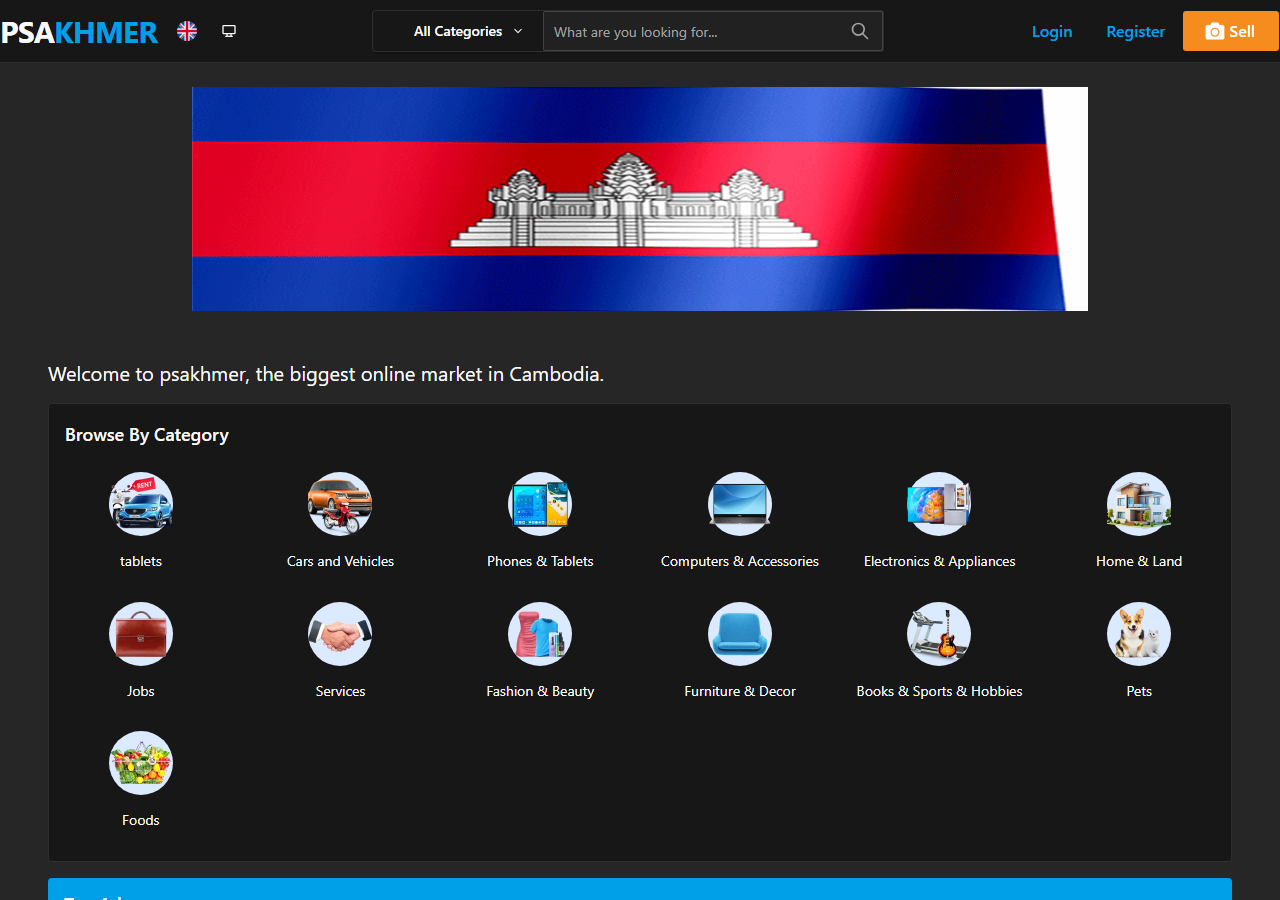 PSAKHMER
All Categories
What are you looking for...
Login
Register
Sell
Welcome to psakhmer, the biggest online market in Cambodia.
Browse By Category
RENT
tablets
Cars and Vehicles
Phones & Tablets
Computers & Accessories
Electronics & Appliances
Home & Land
Jobs
Services
Fashion & Beauty
Furniture & Decor
Books & Sports & Hobbies
Pets
Foods